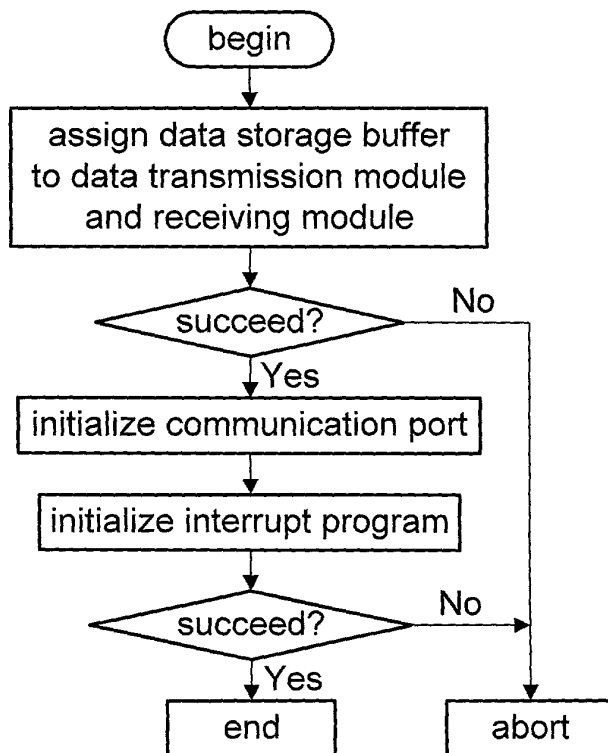 begin
assign data storage buffer
to data transmission module
and receiving module
succeed?
No
Yes
initialize communication port
initialize interrupt program
succeed?
No
Yes
end
abort